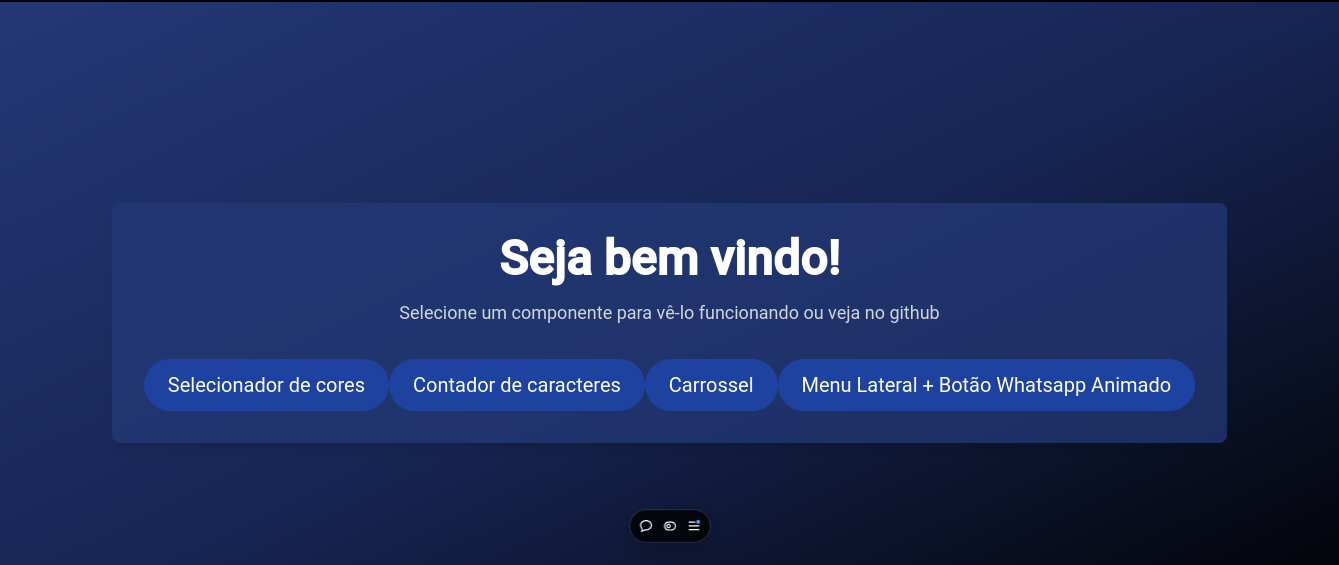 Seja bem vindo!
Selecione um componente para vê-lo funcionando ou veja no github
Selecionador de cores Contador de caracteres Carrossel Menu Lateral + Botão Whatsapp Animado